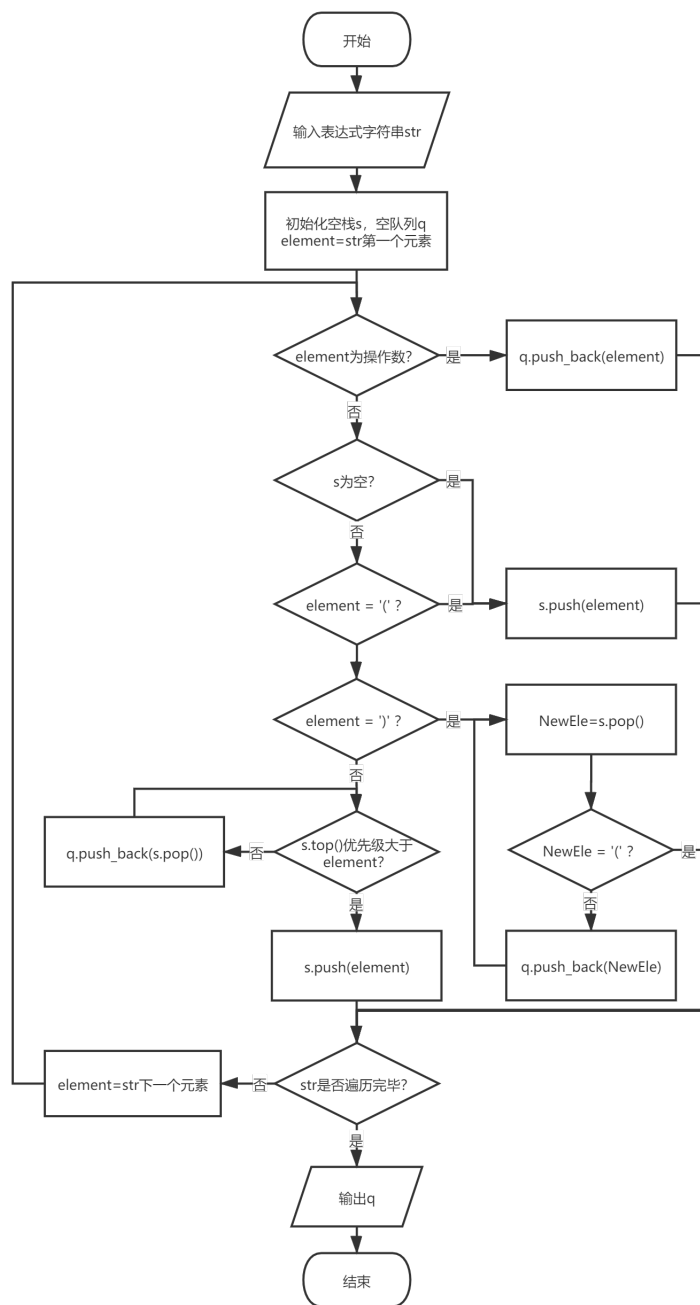 开始
输入表达式字符串str
初始化空栈s，空队列q
element=str第一个元素
element为操作数?
是
q.push_back(element)
否
s为空?
是
否
element = '(' ?
是
s.push(element)
element = ')' ?
是
NewEle=s.pop()
否
q.push_back(s.pop())
否
s.top()优先级大于
element?
NewEle = '(' ?
是
是
否
s.push(element)
q.push_back(NewEle)
element=str下一个元素
否
str是否遍历完毕?
是
输出q
结束